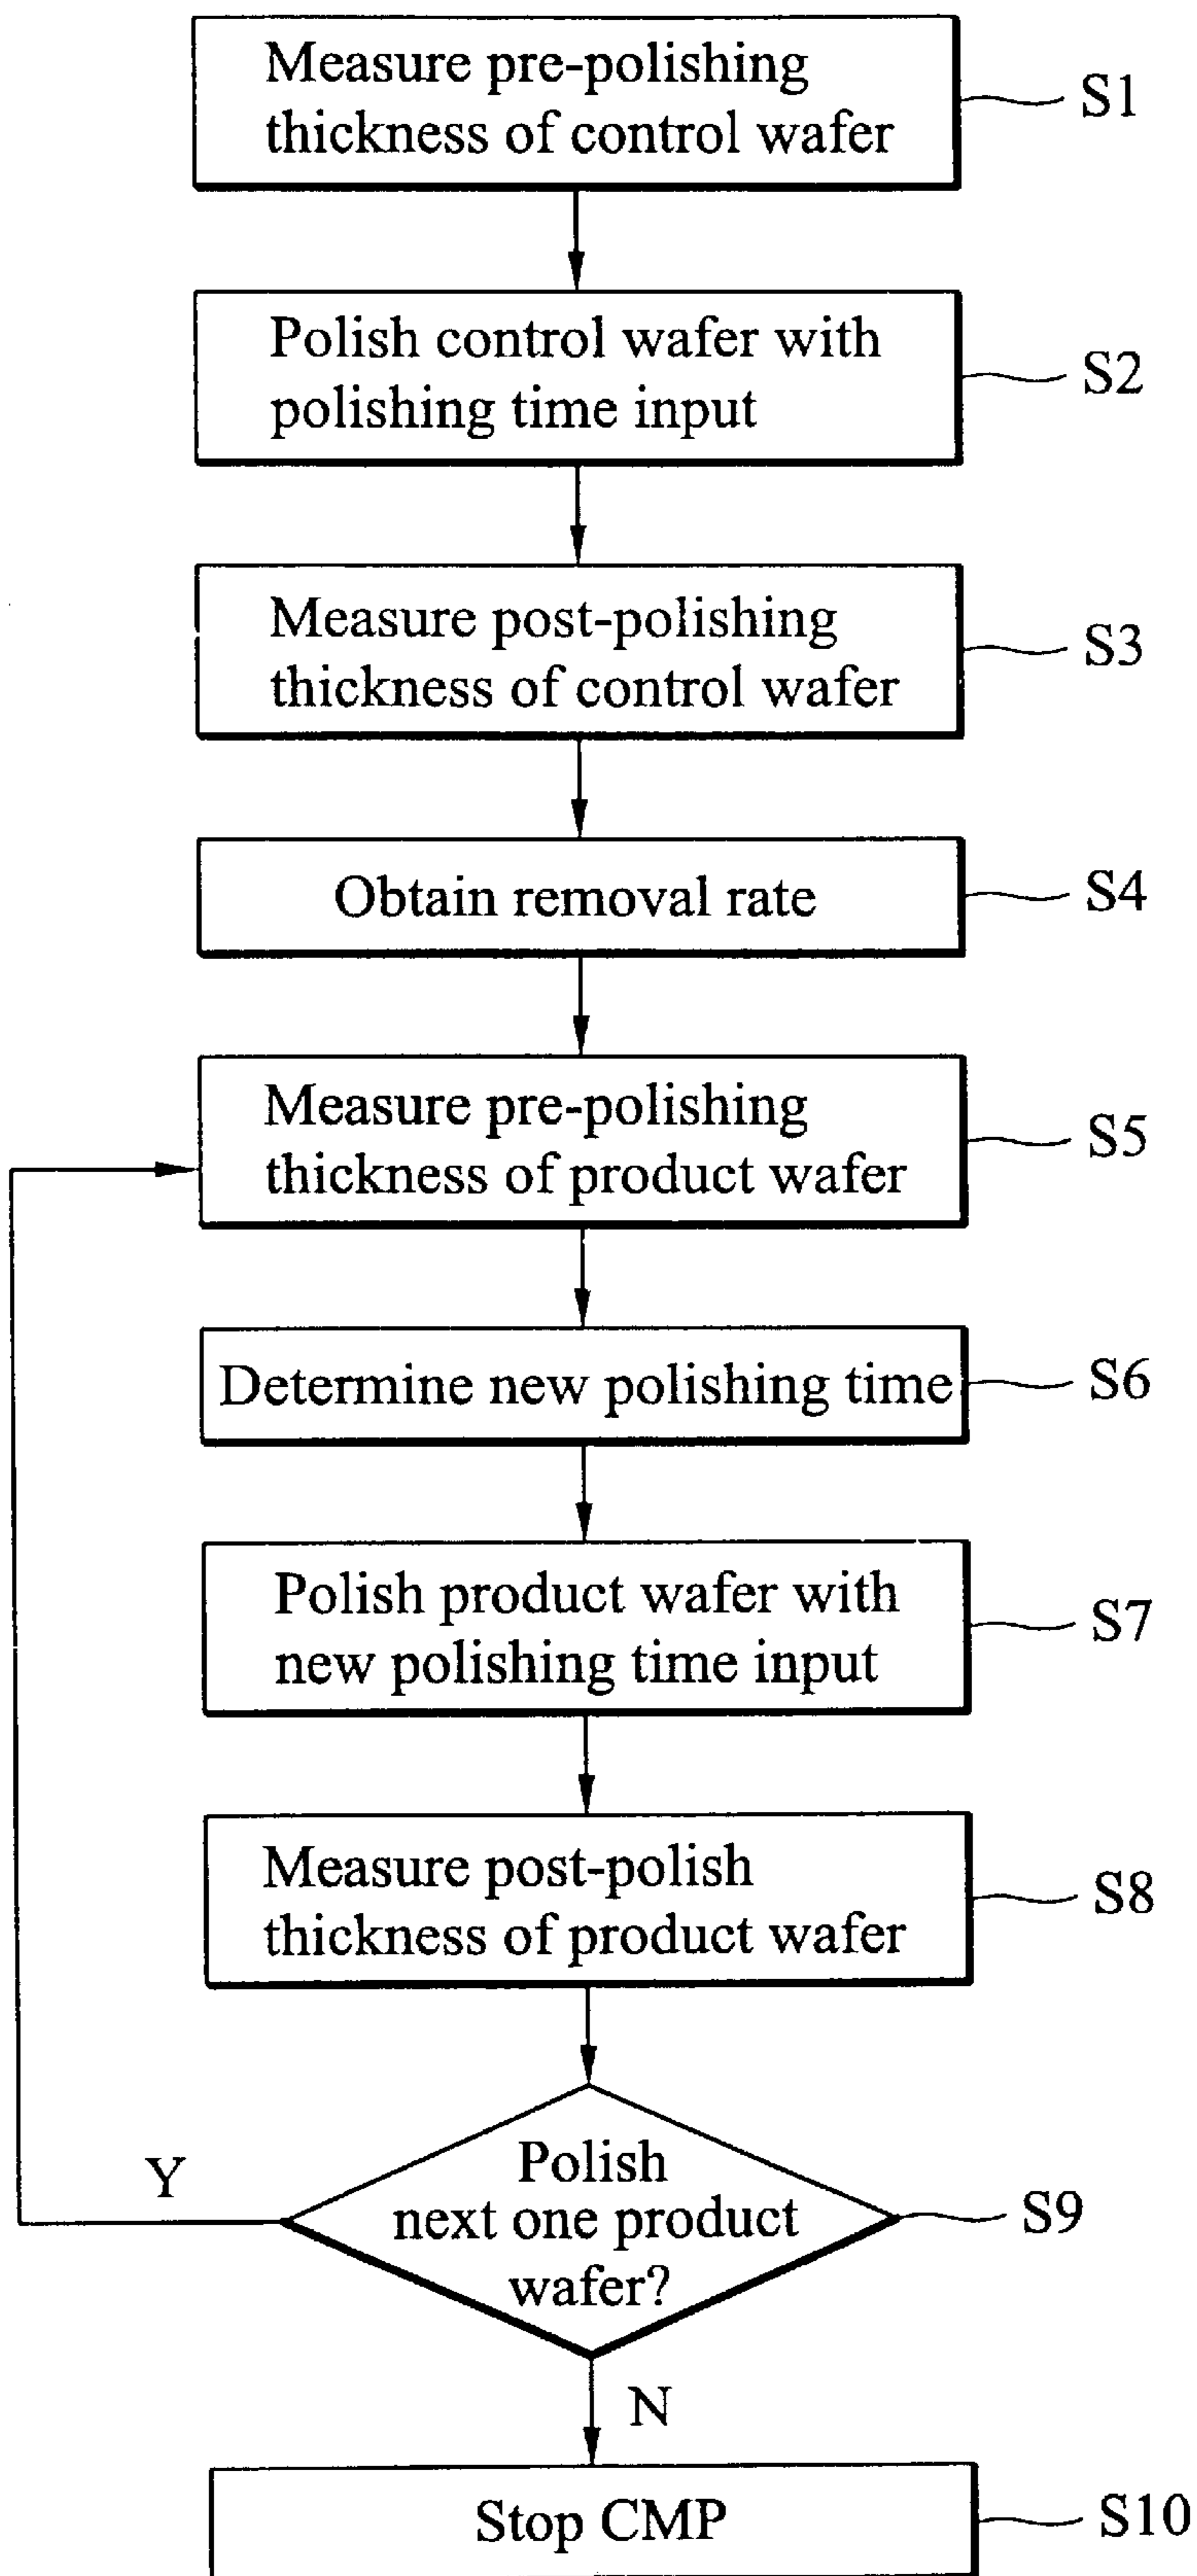 Measure pre-polishing
thickness of control wafer
S1
Polish control wafer with
polishing time input
S2
Measure post-polishing
thickness of control wafer
S3
Obtain removal rate
S4
Measure pre-polishing
thickness of product wafer
S5
Determine new polishing time
S6
Polish product wafer with
new polishing time input
S7
Measure post-polish
thickness of product wafer
S8
Y
Polish
next one product
wafer?
S9
N
Stop CMP
S10